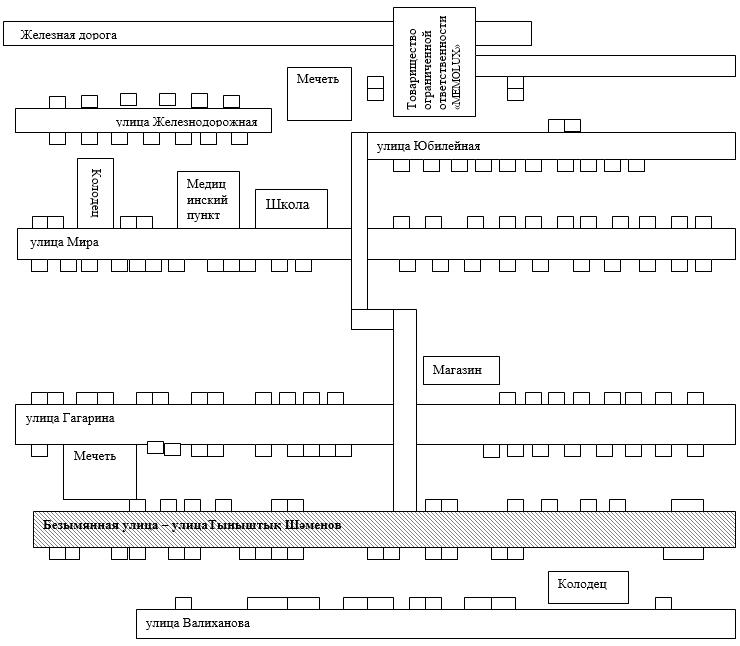 Железная дорога
Товарищество
ограниченной
ответственности
«MEMOLUX»
Мечеть
улица Железнодорожная
улица Юбилейная
Колодец
Медиц
инский
пункт
Школа
улица Мира
Магазин
улица Гагарина
Мечеть
Безымянная улица – улицаТыныштық Шәменов
Колодец
улица Валиханова